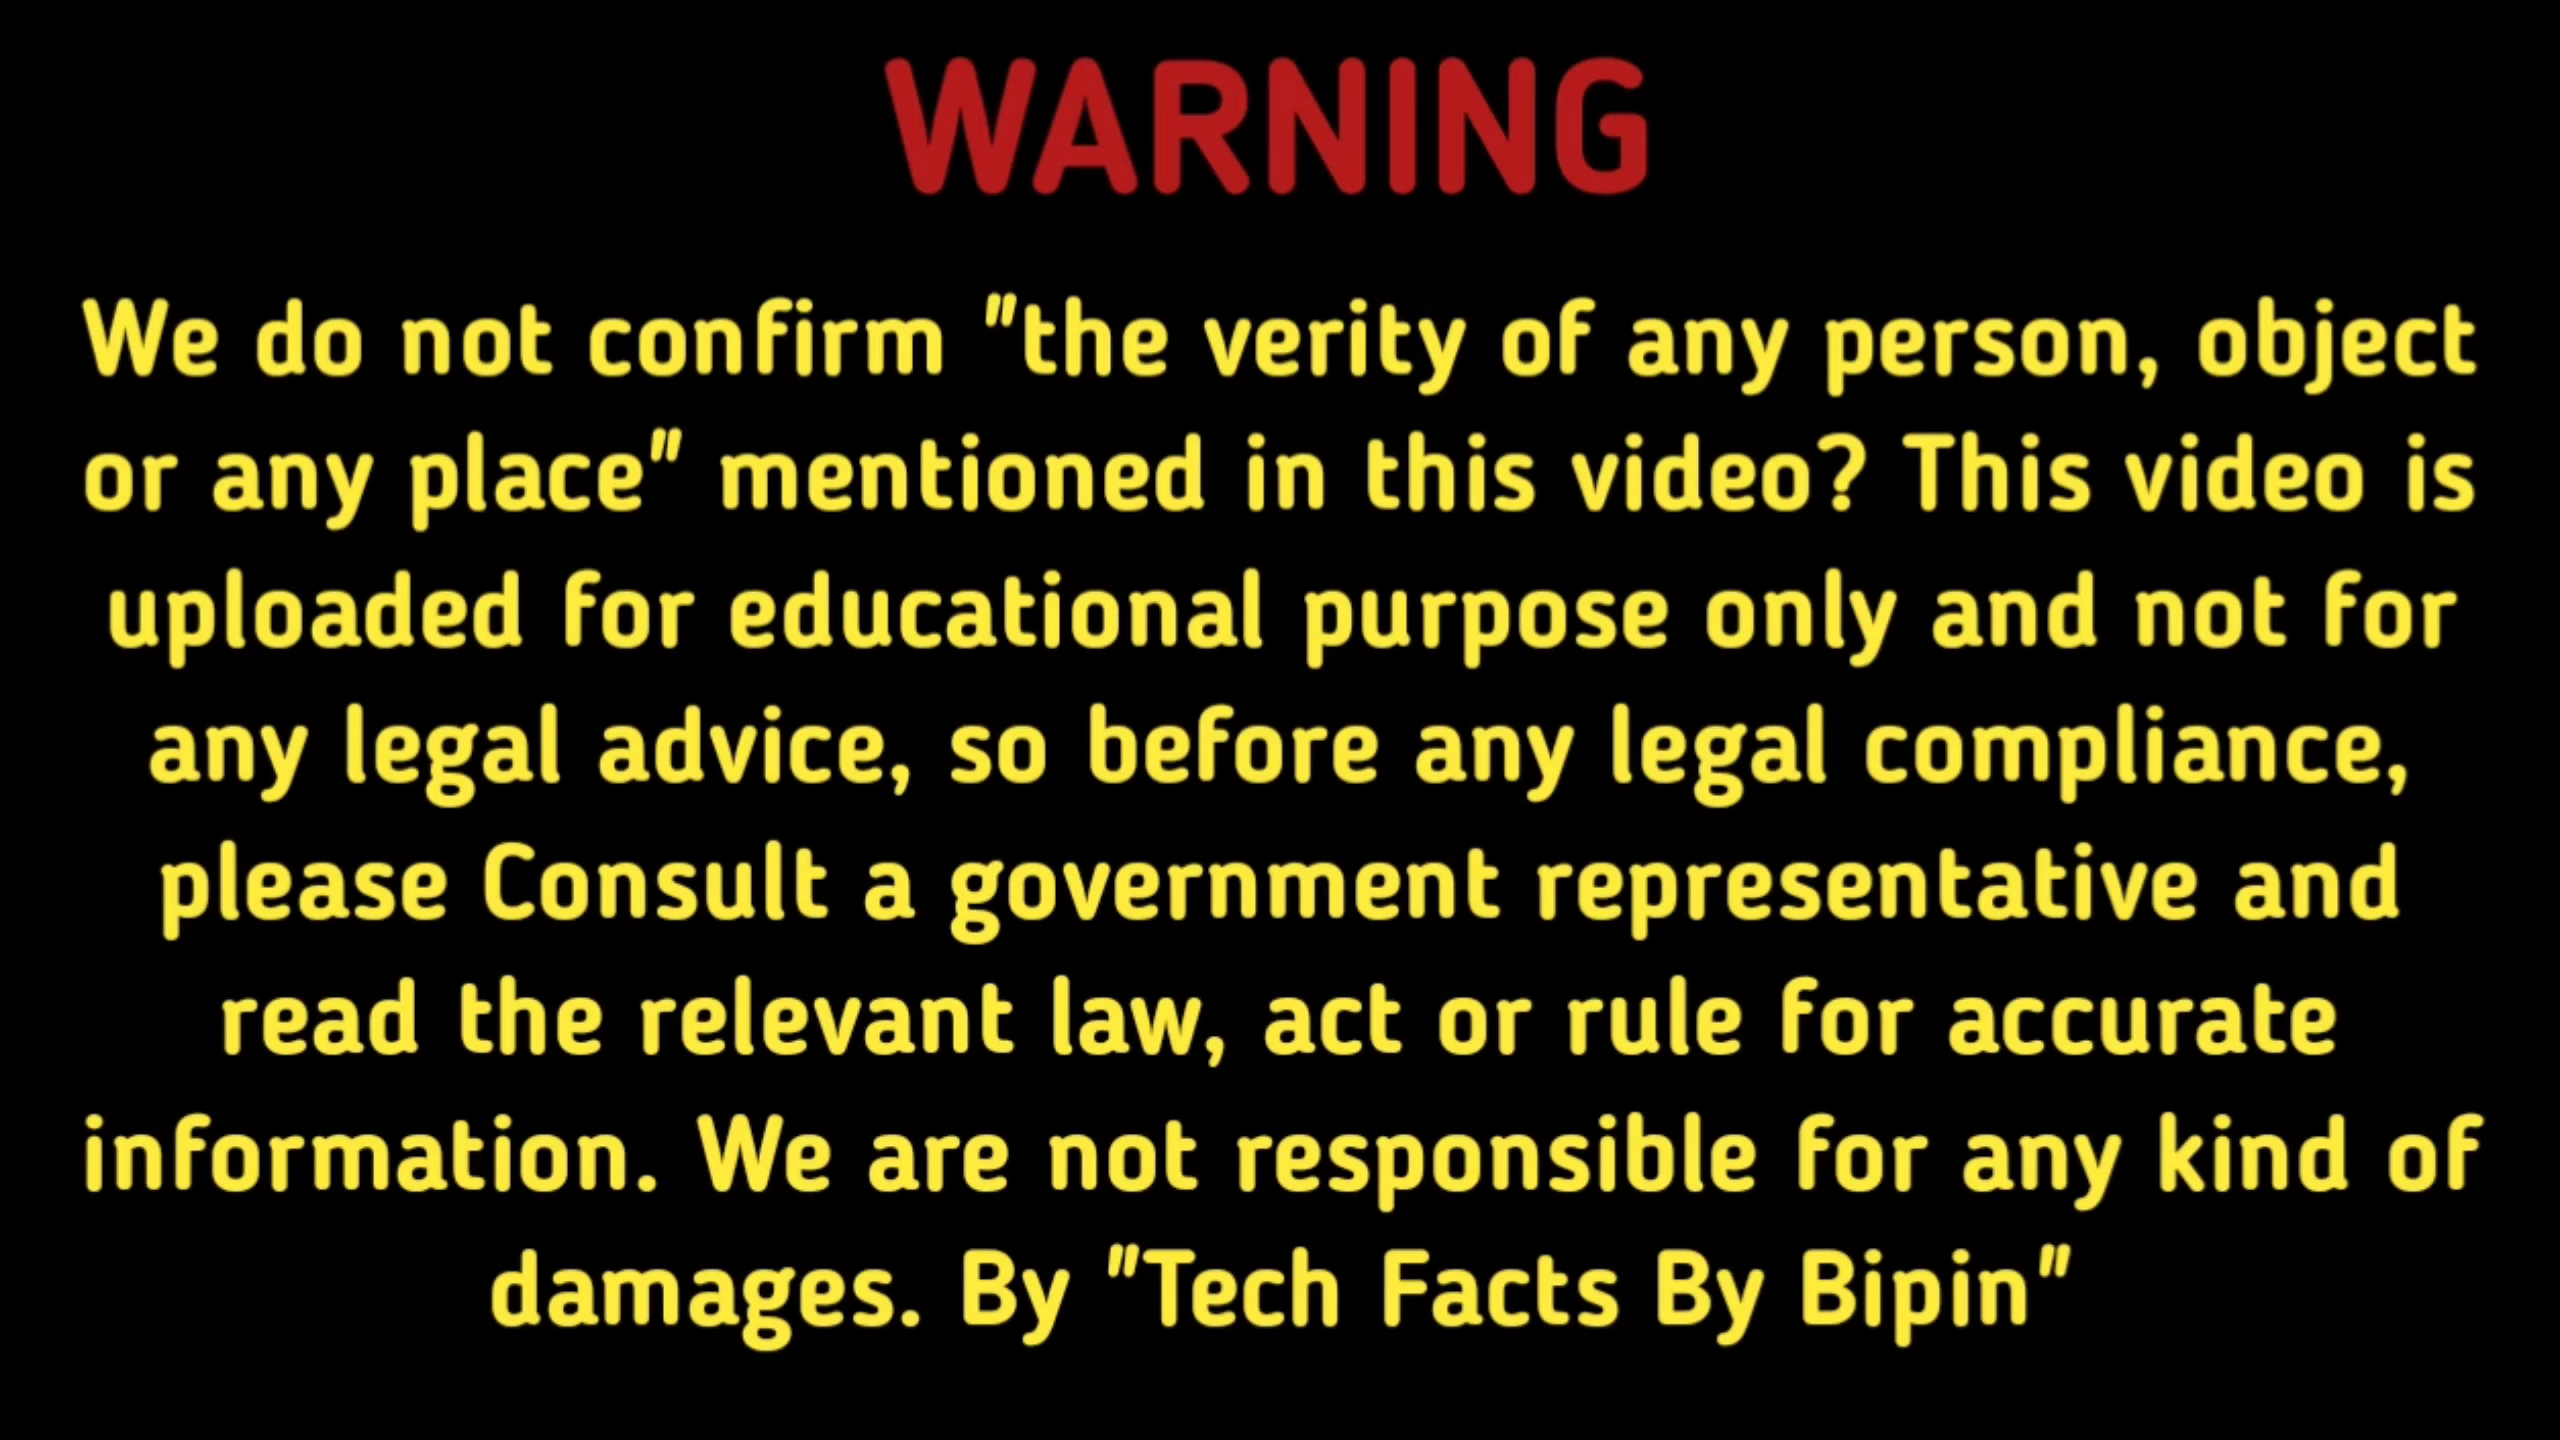 WARNING
We do not confirm "the verity of any person, object
or any place" mentioned in this video? This video is
uploaded for educational purpose only and not for
any legal advice, so before any legal compliance,
please Consult a government representative and
read the relevant law, act or rule for accurate
information. We are not responsible for any kind of
damages. By "Tech Facts By Bipin"